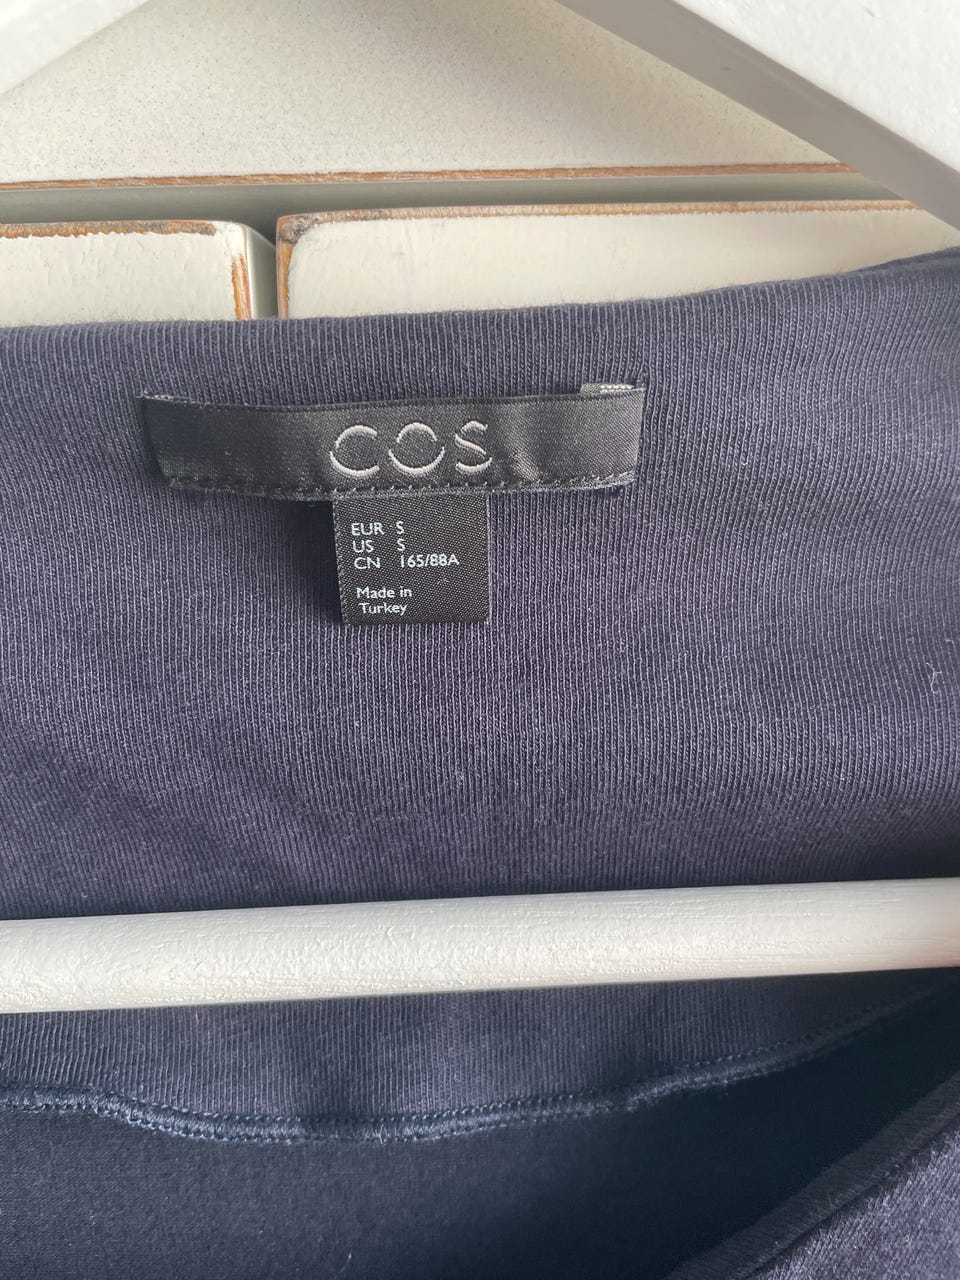 COS
EUR S
US S
CN 165/88A
Made in
Turkey